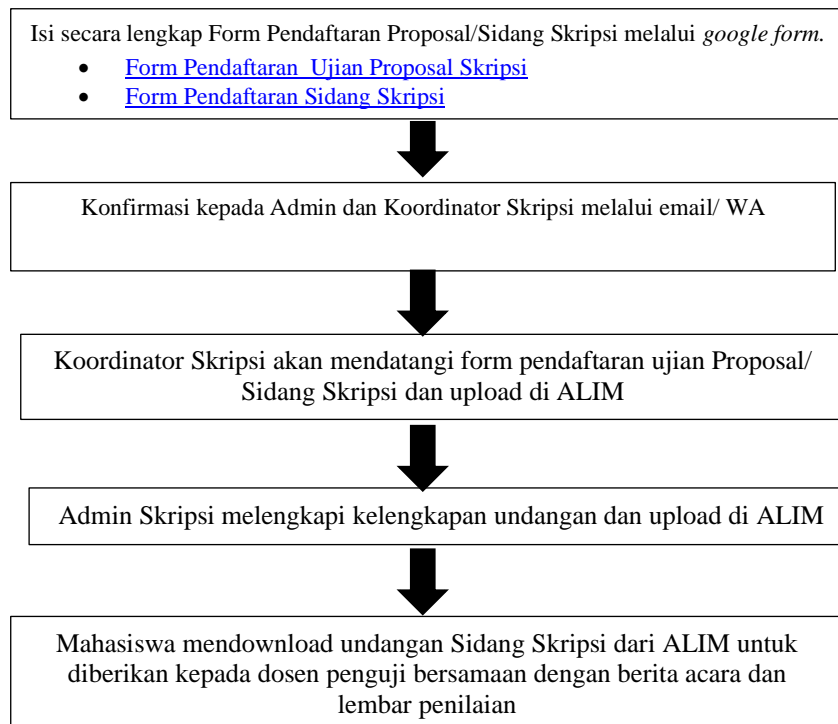 Isi secara lengkap Form Pendaftaran Proposal/Sidang Skripsi melalui google form.
• Form Pendaftaran Ujian Proposal Skripsi
• Form Pendaftaran Sidang Skripsi
Konfirmasi kepada Admin dan Koordinator Skripsi melalui email/ WA
Koordinator Skripsi akan mendatangi form pendaftaran ujian Proposal/
Sidang Skripsi dan upload di ALIM
Admin Skripsi melengkapi kelengkapan undangan dan upload di ALIM
Mahasiswa mendownload undangan Sidang Skripsi dari ALIM untuk
diberikan kepada dosen penguji bersamaan dengan berita acara dan
lembar penilaian